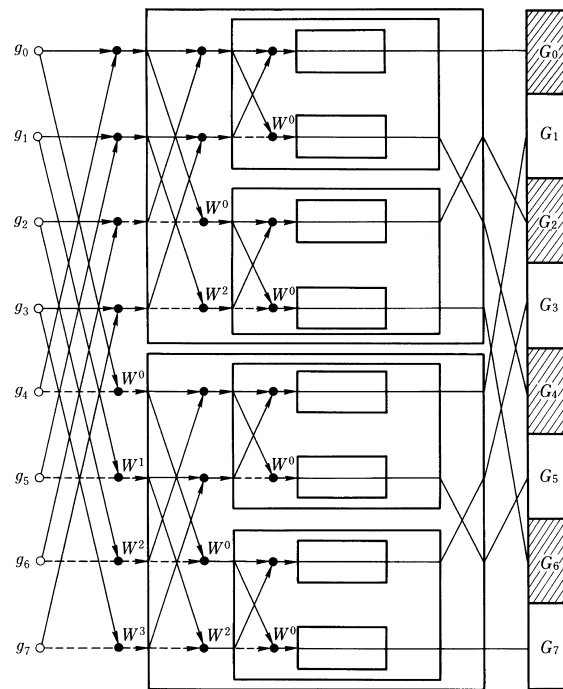 g₀ G₀
W⁰
g₁ G₁
g₂ W⁰ G₂
g₃ W² W⁰ G₃
g₄ W⁰ G₄
g₅ W¹ W⁰ G₅
g₆ W² W⁰ G₆
g₇ W³ W² W⁰ G₇